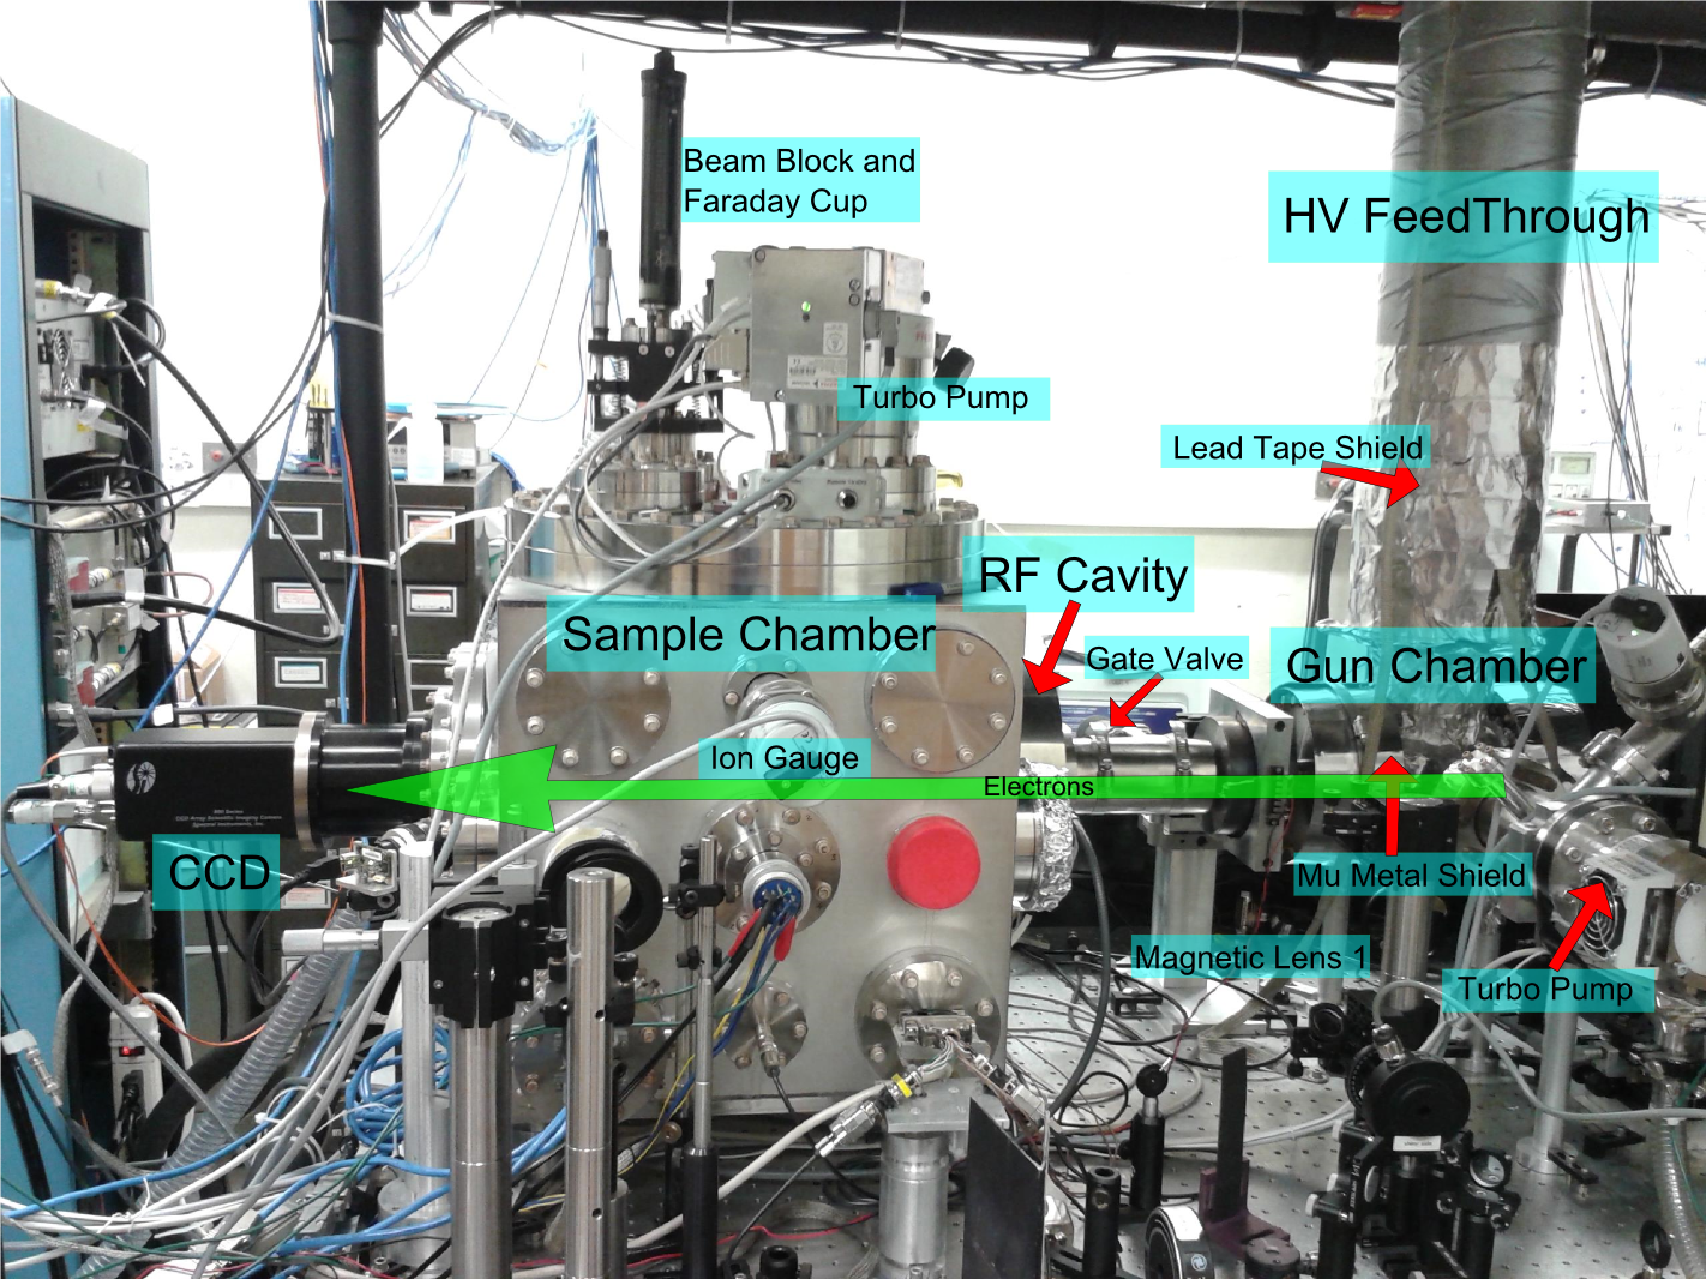 Beam Block and
Faraday Cup
HV FeedThrough
Turbo Pump
Lead Tape Shield
RF Cavity
Sample Chamber
Gate Valve
Gun Chamber
Ion Gauge
Electrons
CCD
Mu Metal Shield
Magnetic Lens 1
Turbo Pump